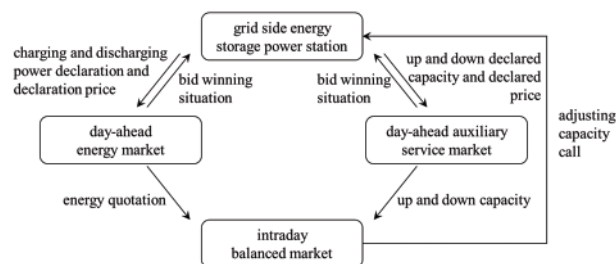 grid side energy
storage power station
charging and discharging
power declaration and
declaration price
bid winning
situation
bid winning
situation
up and down declared
capacity and declared
price
adjusting
capacity
call
day-ahead
energy market
day-ahead auxiliary
service market
energy quotation
up and down capacity
intraday
balanced market